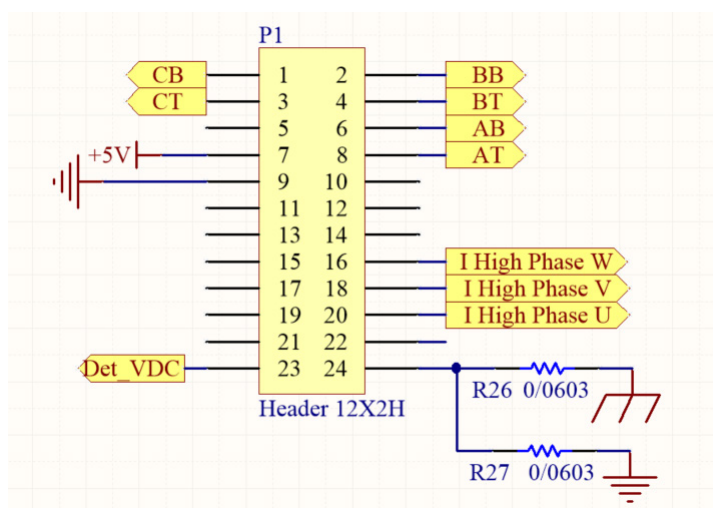 P1
CB 1 2 BB
CT 3 4 BT
5 6 AB
+5V 7 8 AT
9 10
11 12
13 14
15 16 I High Phase W
17 18 I High Phase V
19 20 I High Phase U
21 22
Det_VDC 23 24
R26 0/0603
Header 12X2H
R27 0/0603